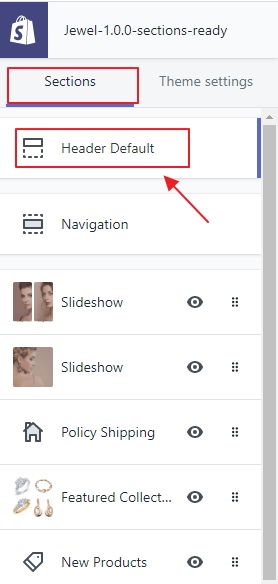 Jewel-1.0.0-sections-ready
Sections
Theme settings
Header Default
Navigation
Slideshow
Slideshow
Policy Shipping
Featured Collect...
New Products